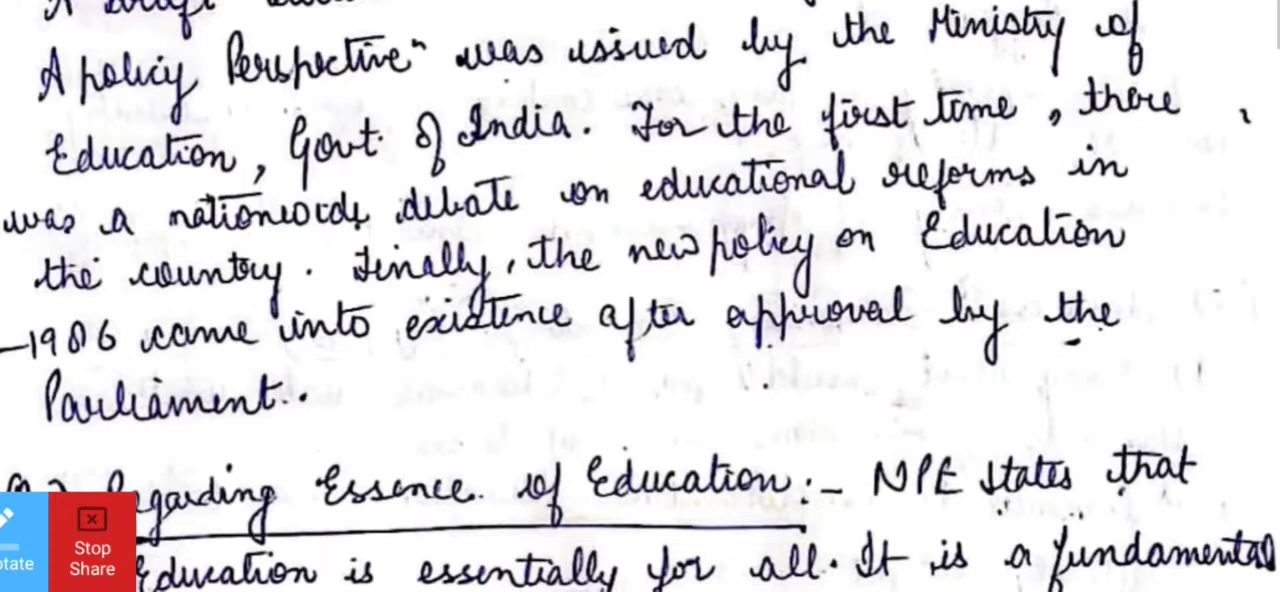 A policy Perspective" was issued by the Ministry of
Education, Govt of India. For the first time, there
was a nationwide debate on educational reforms in
the country. Finally, the new policy on Education
-1986 came into existence after approval by the
Parliament.
Regarding Essence of Education:- NPE states that
Education is essentially for all. It is a fundamental
Stop
Share